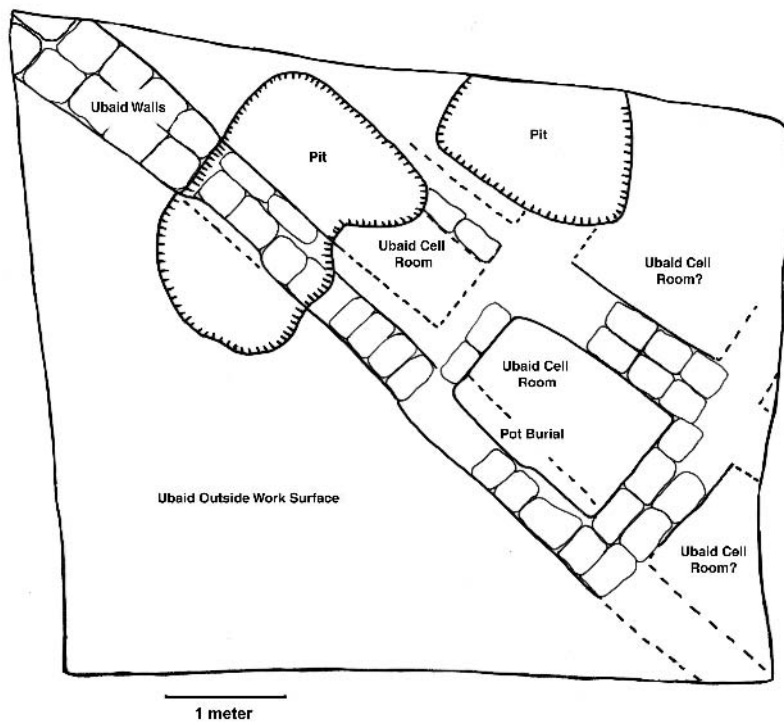 Ubaid Walls
Pit
Pit
Ubaid Cell
Room
Ubaid Cell
Room?
Ubaid Cell
Room
Pot Burial
Ubaid Outside Work Surface
Ubaid Cell
Room?
1 meter